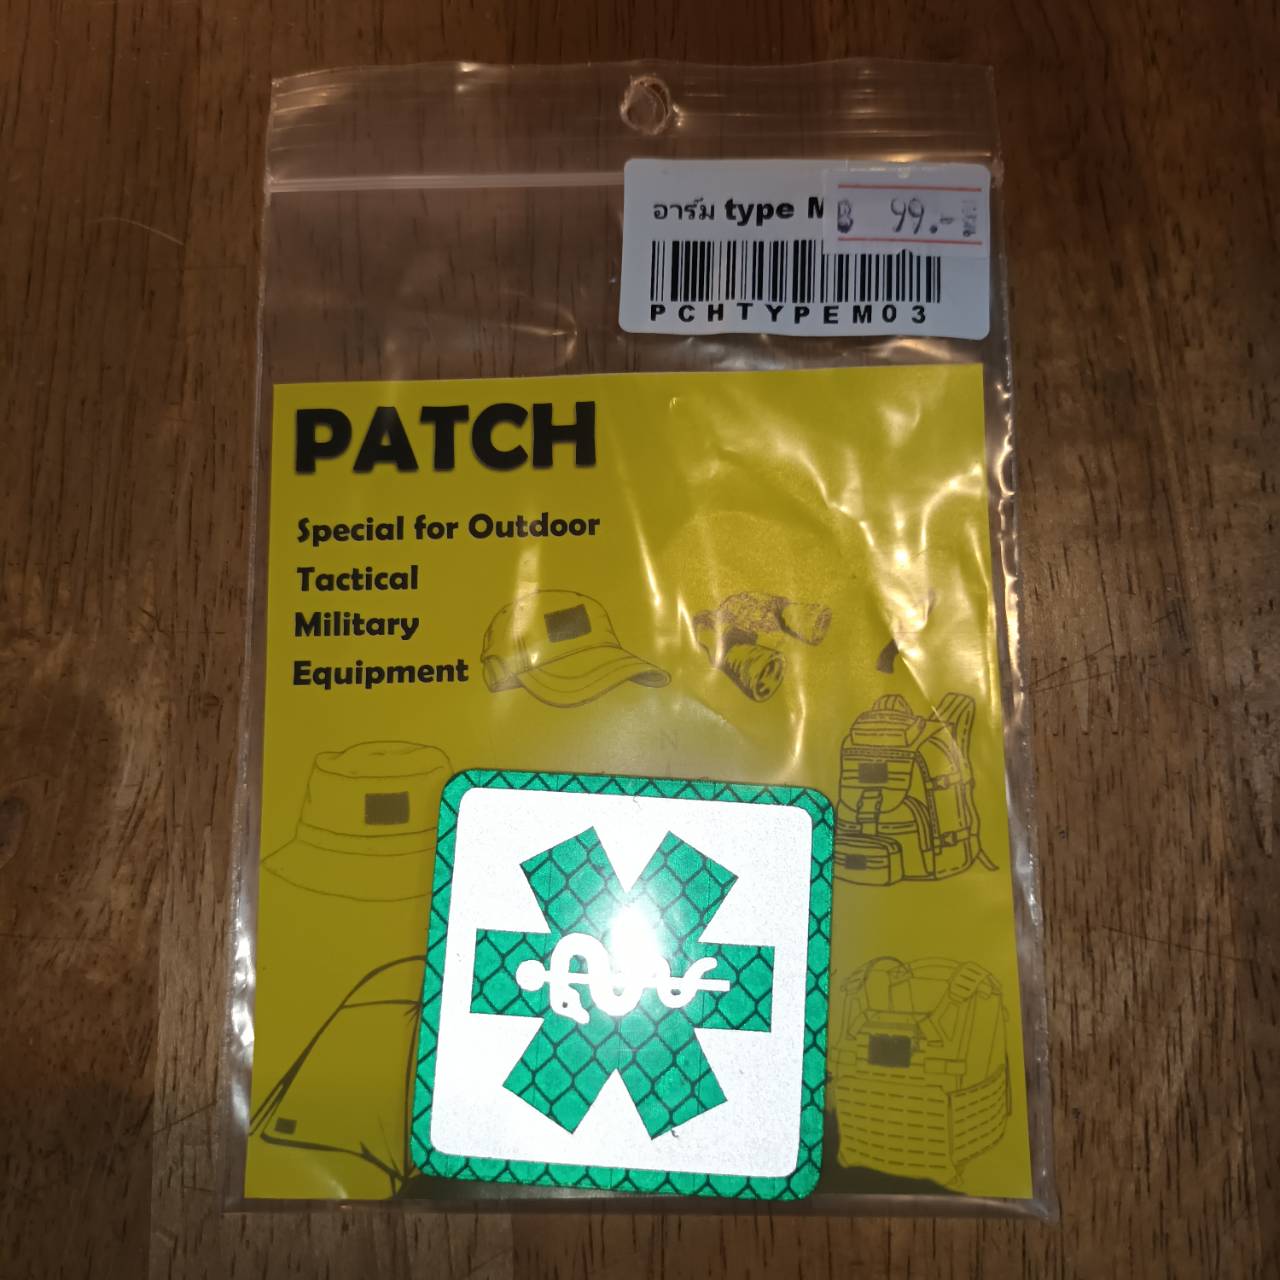 อาร์ม type M
฿ 99.-
PCHTYPEM03
PATCH
Special for Outdoor
Tactical
Military
Equipment
N